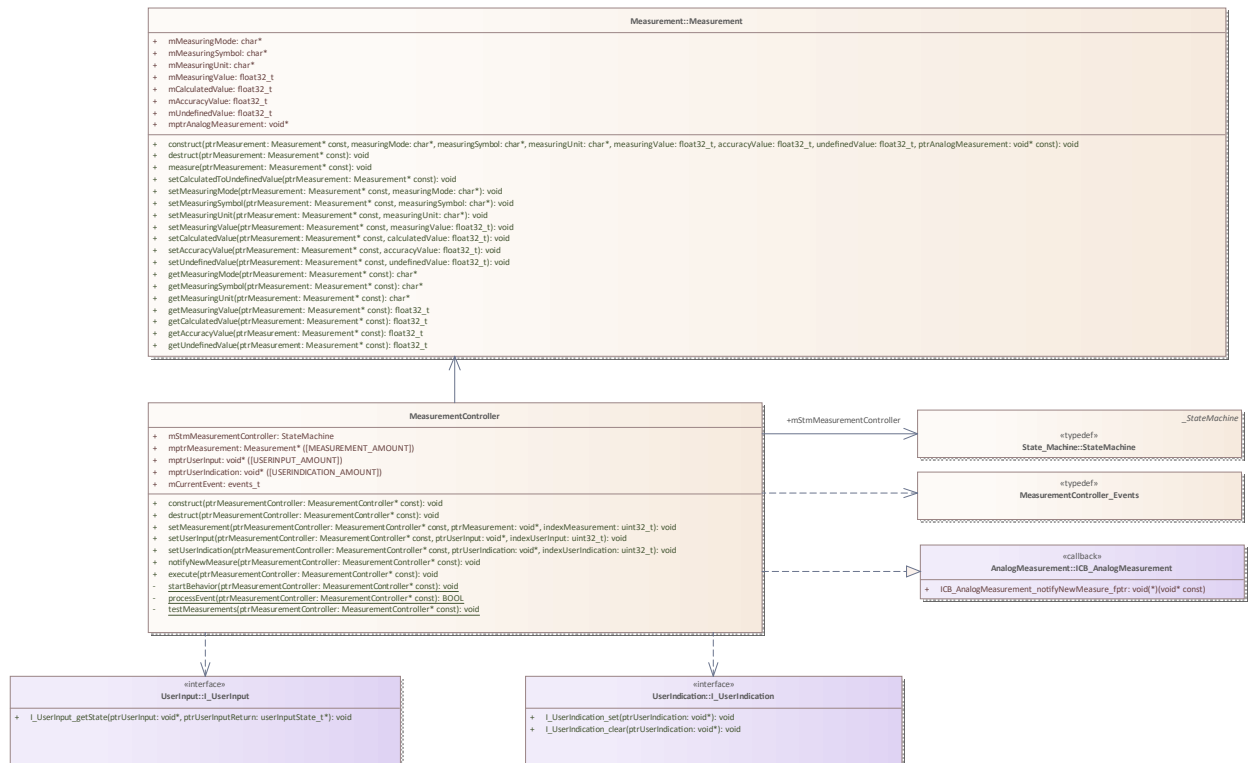 Measurement::Measurement
+ mMeasuringMode: char*
+ mMeasuringSymbol: char*
+ mMeasuringUnit: char*
+ mMeasuringValue: float32_t
+ mCalculatedValue: float32_t
+ mAccuracyValue: float32_t
+ mUndefinedValue: float32_t
+ mptrAnalogMeasurement: void*
+ construct(ptrMeasurement: Measurement* const, measuringMode: char*, measuringSymbol: char*, measuringUnit: char*, measuringValue: float32_t, accuracyValue: float32_t, undefinedValue: float32_t, ptrAnalogMeasurement: void* const): void
+ destruct(ptrMeasurement: Measurement* const): void
+ measure(ptrMeasurement: Measurement* const): void
+ setCalculatedToUndefinedValue(ptrMeasurement: Measurement* const): void
+ setMeasuringMode(ptrMeasurement: Measurement* const, measuringMode: char*): void
+ setMeasuringSymbol(ptrMeasurement: Measurement* const, measuringSymbol: char*): void
+ setMeasuringUnit(ptrMeasurement: Measurement* const, measuringUnit: char*): void
+ setMeasuringValue(ptrMeasurement: Measurement* const, measuringValue: float32_t): void
+ setCalculatedValue(ptrMeasurement: Measurement* const, calculatedValue: float32_t): void
+ setAccuracyValue(ptrMeasurement: Measurement* const, accuracyValue: float32_t): void
+ setUndefinedValue(ptrMeasurement: Measurement* const, undefinedValue: float32_t): void
+ getMeasuringMode(ptrMeasurement: Measurement* const): char*
+ getMeasuringSymbol(ptrMeasurement: Measurement* const): char*
+ getMeasuringUnit(ptrMeasurement: Measurement* const): char*
+ getMeasuringValue(ptrMeasurement: Measurement* const): float32_t
+ getCalculatedValue(ptrMeasurement: Measurement* const): float32_t
+ getAccuracyValue(ptrMeasurement: Measurement* const): float32_t
+ getUndefinedValue(ptrMeasurement: Measurement* const): float32_t
MeasurementController
+ mStmMeasurementController: StateMachine
+ mptrMeasurement: Measurement* ([MEASUREMENT_AMOUNT])
+ mptrUserInput: void* ([USERINPUT_AMOUNT])
+ mptrUserIndication: void* ([USERINDICATION_AMOUNT])
+ mCurrentEvent: events_t
+ construct(ptrMeasurementController: MeasurementController* const): void
+ destruct(ptrMeasurementController: MeasurementController* const): void
+ setMeasurement(ptrMeasurementController: MeasurementController* const, ptrMeasurement: void*, indexMeasurement: uint32_t): void
+ setUserInput(ptrMeasurementController: MeasurementController* const, ptrUserInput: void*, indexUserInput: uint32_t): void
+ setUserIndication(ptrMeasurementController: MeasurementController* const, ptrUserIndication: void*, indexUserIndication: uint32_t): void
+ notifyNewMeasure(ptrMeasurementController: MeasurementController* const): void
+ execute(ptrMeasurementController: MeasurementController* const): void
- startBehavior(ptrMeasurementController: MeasurementController* const): void
- processEvent(ptrMeasurementController: MeasurementController* const): BOOL
- testMeasurements(ptrMeasurementController: MeasurementController* const): void
+mStmMeasurementController
_StateMachine
«typedef»
State_Machine::StateMachine
«typedef»
MeasurementController_Events
«callback»
AnalogMeasurement::ICB_AnalogMeasurement
+ ICB_AnalogMeasurement_notifyNewMeasure_fptr: void(*)(void* const)
«interface»
UserInput::I_UserInput
+ I_UserInput_getState(ptrUserInput: void*, ptrUserInputReturn: userInputState_t*): void
«interface»
UserIndication::I_UserIndication
+ I_UserIndication_set(ptrUserIndication: void*): void
+ I_UserIndication_clear(ptrUserIndication: void*): void